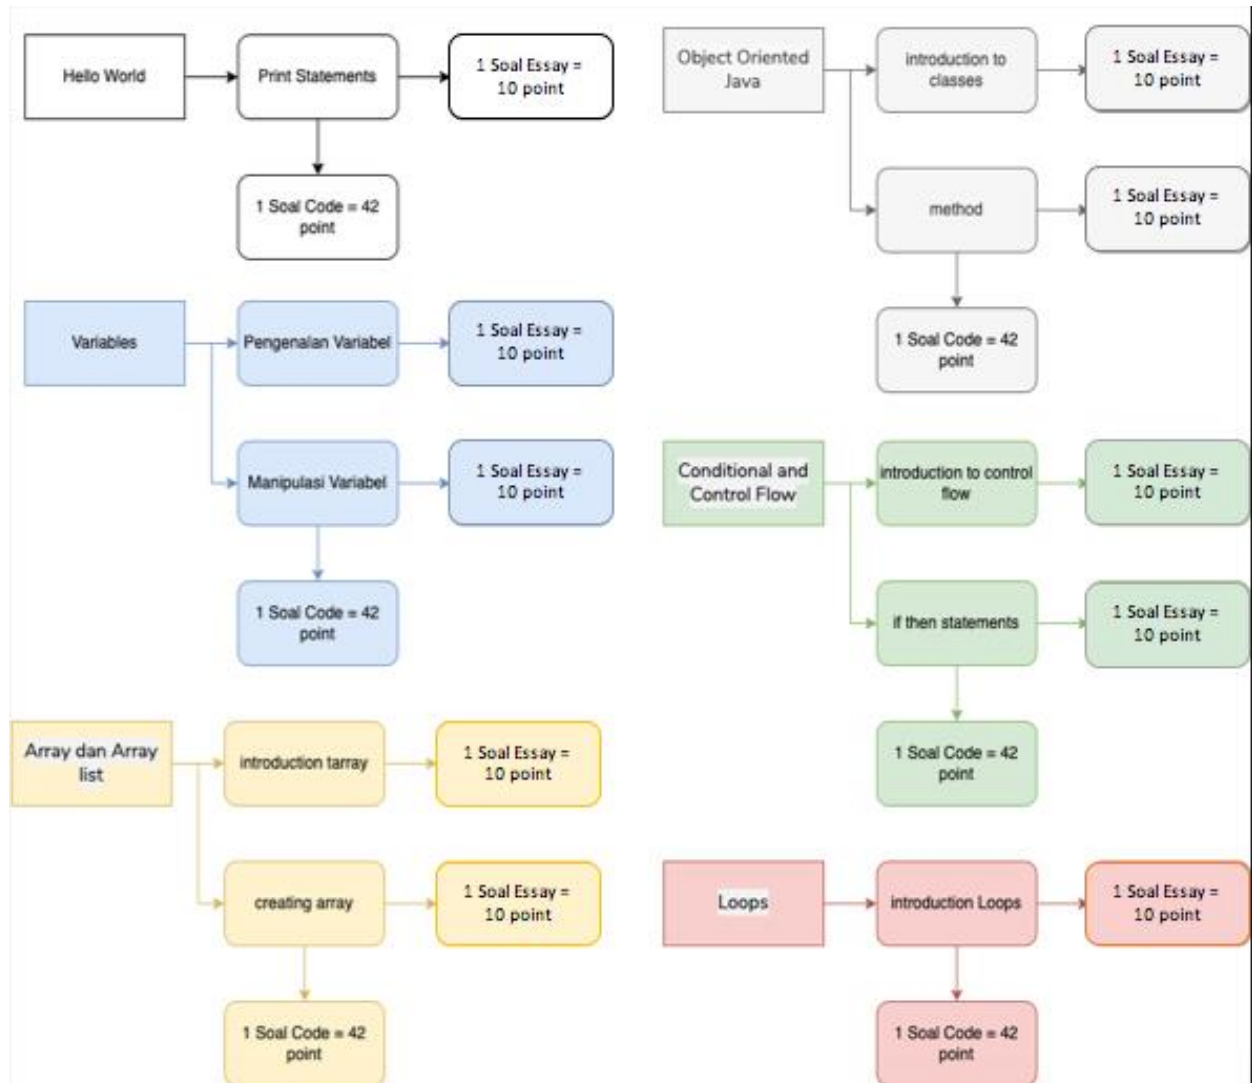 Hello World
Print Statements
1 Soal Essay =
10 point
1 Soal Code = 42
point
Variables
Pengenalan Variabel
1 Soal Essay =
10 point
Manipulasi Variabel
1 Soal Essay =
10 point
1 Soal Code = 42
point
Array dan Array
list
introduction tarray
1 Soal Essay =
10 point
creating array
1 Soal Essay =
10 point
1 Soal Code = 42
point
Object Oriented
Java
introduction to
classes
1 Soal Essay =
10 point
method
1 Soal Essay =
10 point
1 Soal Code = 42
point
Conditional and
Control Flow
introduction to control
flow
1 Soal Essay =
10 point
if then statements
1 Soal Essay =
10 point
1 Soal Code = 42
point
Loops
introduction Loops
1 Soal Essay =
10 point
1 Soal Code = 42
point